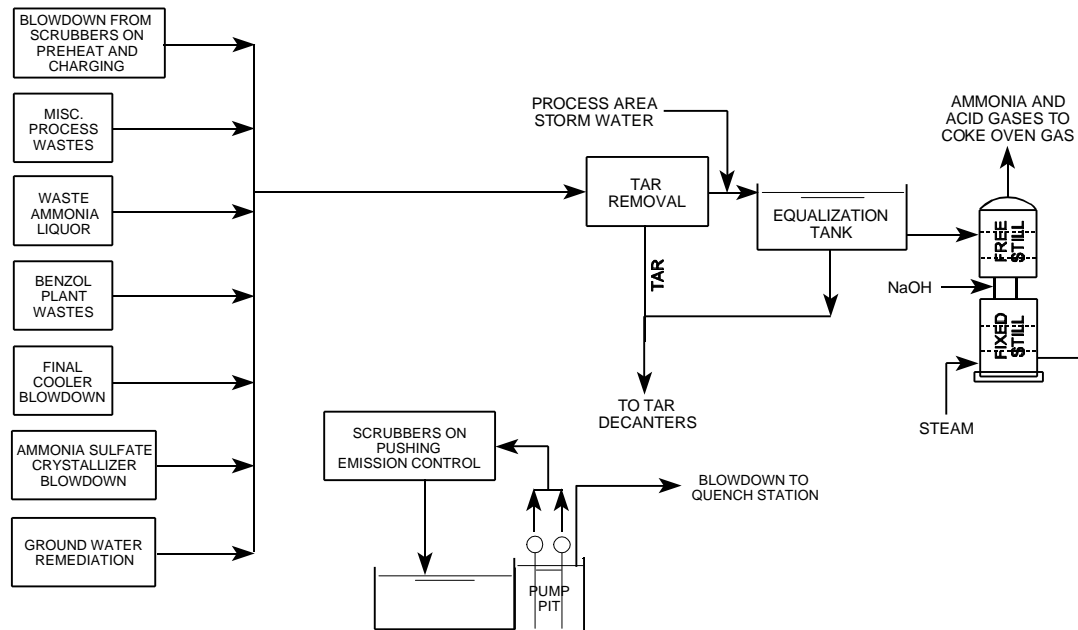 BLOWDOWN FROM
SCRUBBERS ON
PREHEAT AND
CHARGING
MISC.
PROCESS
WASTES
WASTE
AMMONIA
LIQUOR
BENZOL
PLANT
WASTES
FINAL
COOLER
BLOWDOWN
AMMONIA SULFATE
CRYSTALLIZER
BLOWDOWN
GROUND WATER
REMEDIATION
PROCESS AREA
STORM WATER
TAR
REMOVAL
TAR
EQUALIZATION
TANK
TO TAR
DECANTERS
AMMONIA AND
ACID GASES TO
COKE OVEN GAS
FREE
STILL
NaOH
FIXED
STILL
STEAM
SCRUBBERS ON
PUSHING
EMISSION CONTROL
BLOWDOWN TO
QUENCH STATION
PUMP
PIT